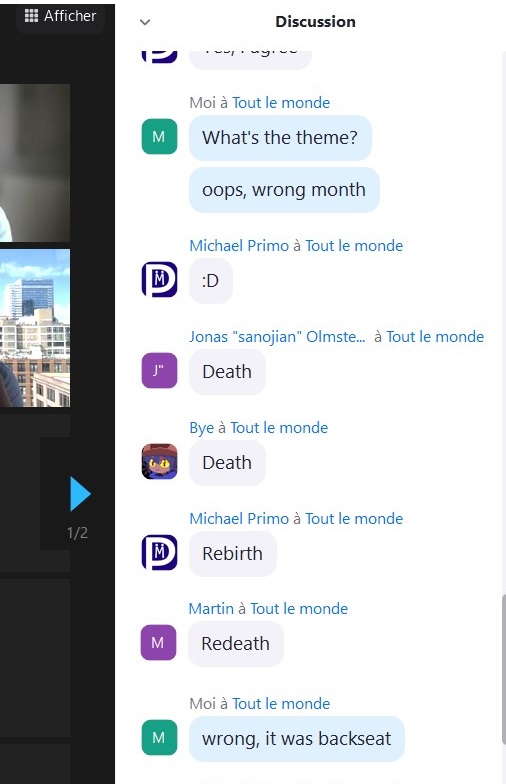 Afficher
Discussion
Yes, I agree
Moi à Tout le monde
M
What's the theme?
oops, wrong month
Michael Primo à Tout le monde
:D
Jonas "sanojian" Olmste... à Tout le monde
J"
Death
Bye à Tout le monde
Death
1/2
Michael Primo à Tout le monde
Rebirth
Martin à Tout le monde
M
Redeath
Moi à Tout le monde
M
wrong, it was backseat